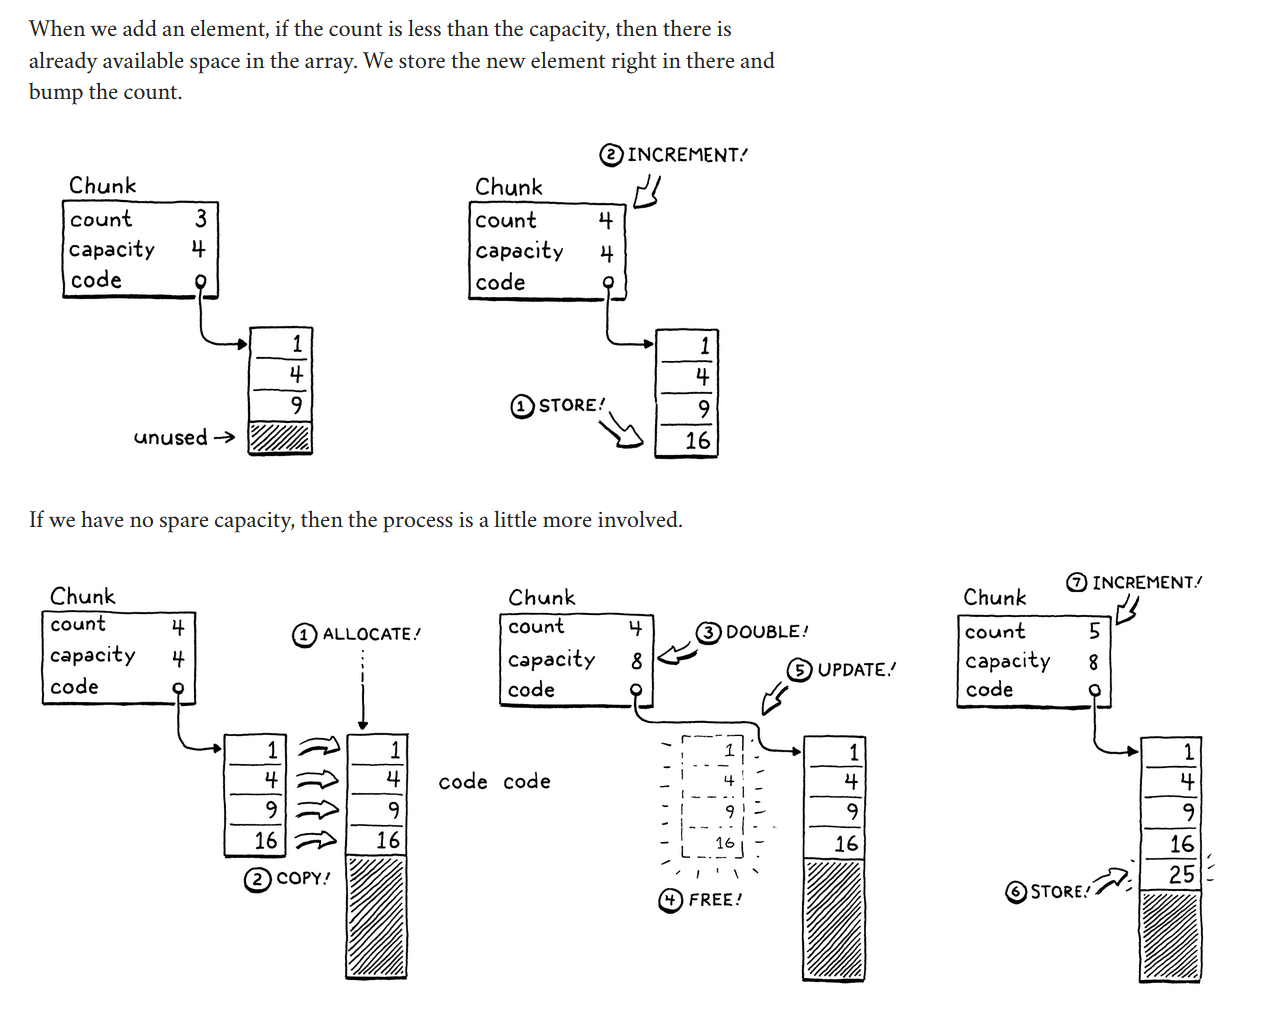 When we add an element, if the count is less than the capacity, then there is
already available space in the array. We store the new element right in there and
bump the count.
Chunk
count 3
capacity 4
code
1
4
9
unused →
② INCREMENT!
Chunk
count 4
capacity 4
code
1
4
9
16
① STORE!
If we have no spare capacity, then the process is a little more involved.
Chunk
count 4
capacity 4
code
① ALLOCATE!
1
4
9
16
1
4
9
16
② COPY!
code code
Chunk
count 4
capacity 8
code
③ DOUBLE!
⑤ UPDATE!
1
4
9
16
④ FREE!
1
4
9
16
⑦ INCREMENT!
Chunk
count 5
capacity 8
code
1
4
9
16
25
⑥ STORE!